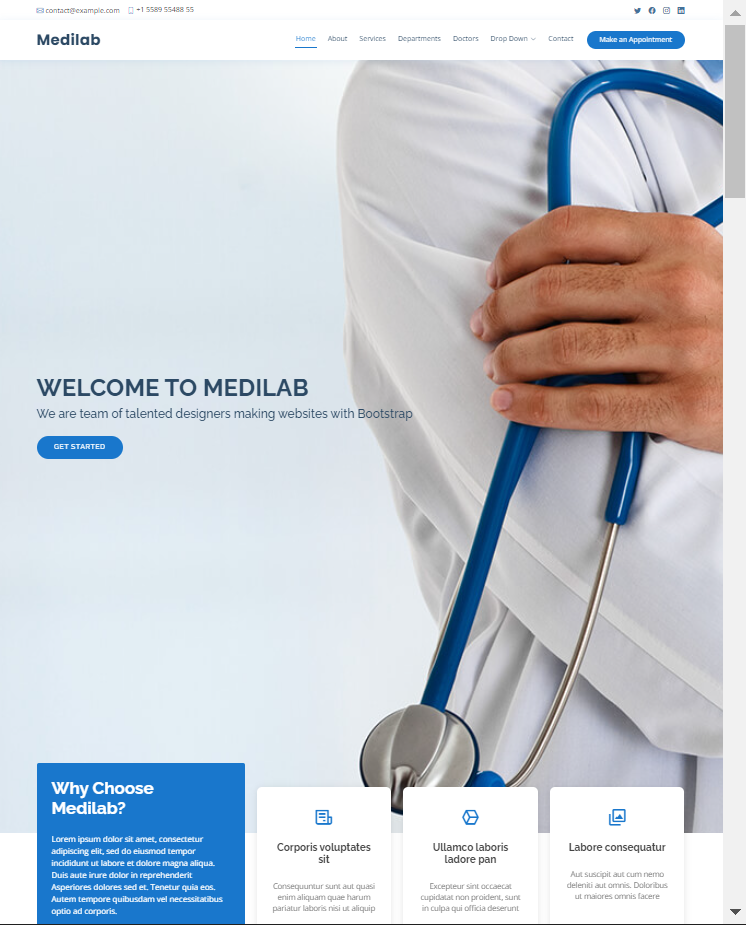 contact@example.com +1 5589 55488 55
Medilab
Home About Services Departments Doctors Drop Down Contact Make an Appointment
WELCOME TO MEDILAB
We are team of talented designers making websites with Bootstrap
GET STARTED
Why Choose
Medilab?
Lorem ipsum dolor sit amet, consectetur
adipiscing elit, sed do eiusmod tempor
incididunt ut labore et dolore magna aliqua.
Duis aute irure dolor in reprehenderit
Asperiores dolores sed et. Tenetur quia eos.
Autem tempore quibusdam vel necessitatibus
optio ad corporis.
Corporis voluptates
sit
Consequuntur sunt aut quasi
enim aliquam quae harum
pariatur laboris nisi ut aliquip
Ullamco laboris
ladore pan
Excepteur sint occaecat
cupidatat non proident, sunt
in culpa qui officia deserunt
Labore consequatur
Aut suscipit aut cum nemo
deleniti aut omnis. Doloribus
ut maiores omnis facere